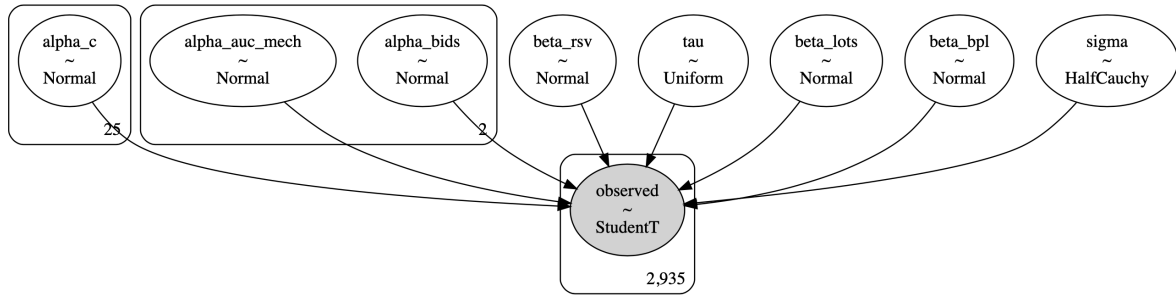 alpha_c
~
Normal
25
alpha_auc_mech
~
Normal
alpha_bids
~
Normal
2
beta_rsv
~
Normal
tau
~
Uniform
beta_lots
~
Normal
beta_bpl
~
Normal
sigma
~
HalfCauchy
observed
~
StudentT
2,935